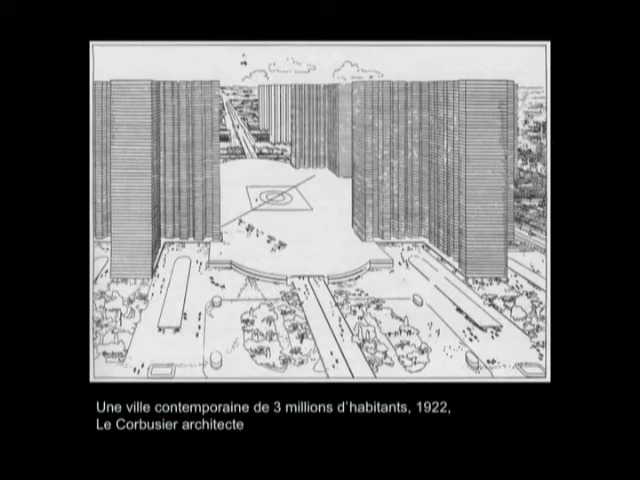 Une ville contemporaine de 3 millions d'habitants, 1922,
Le Corbusier architecte